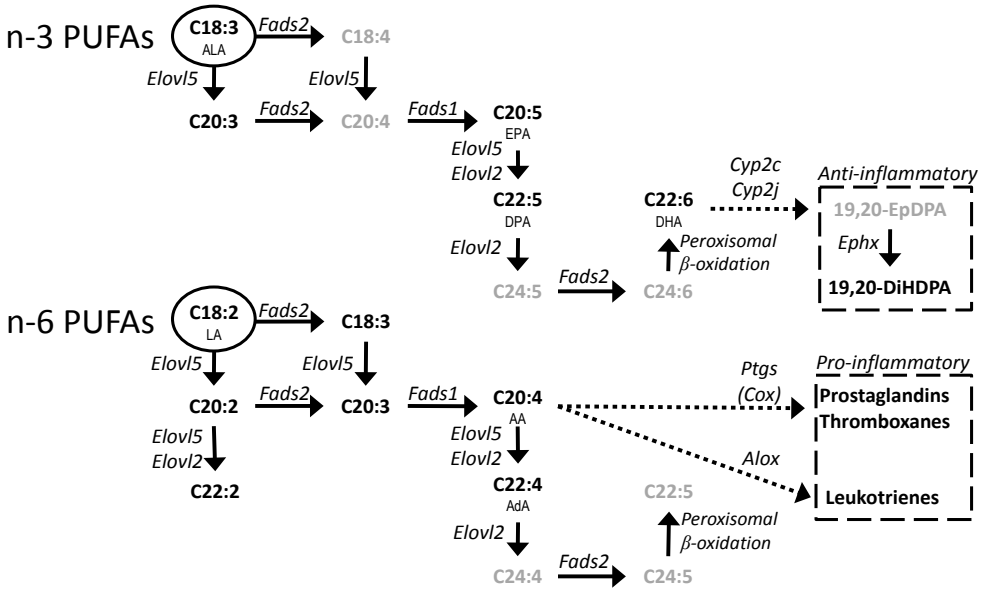 n-3 PUFAs
C18:3
ALA
Fads2
C18:4
Elovl5
Elovl5
C20:3
Fads2
C20:4
Fads1
C20:5
EPA
Elovl5
Elovl2
C22:5
DPA
C22:6
DHA
Cyp2c
Cyp2j
Anti-inflammatory
19,20-EpDPA
Ephx
19,20-DiHDPA
Elovl2
Peroxisomal
β-oxidation
C24:5
Fads2
C24:6
n-6 PUFAs
C18:2
LA
Fads2
C18:3
Elovl5
Elovl5
C20:2
Fads2
C20:3
Fads1
C20:4
AA
Ptgs
(Cox)
Pro-inflammatory
Prostaglandins
Thromboxanes
Alox
Leukotrienes
Elovl5
Elovl2
C22:2
Elovl5
Elovl2
C22:4
AdA
C22:5
Elovl2
Peroxisomal
β-oxidation
C24:4
Fads2
C24:5